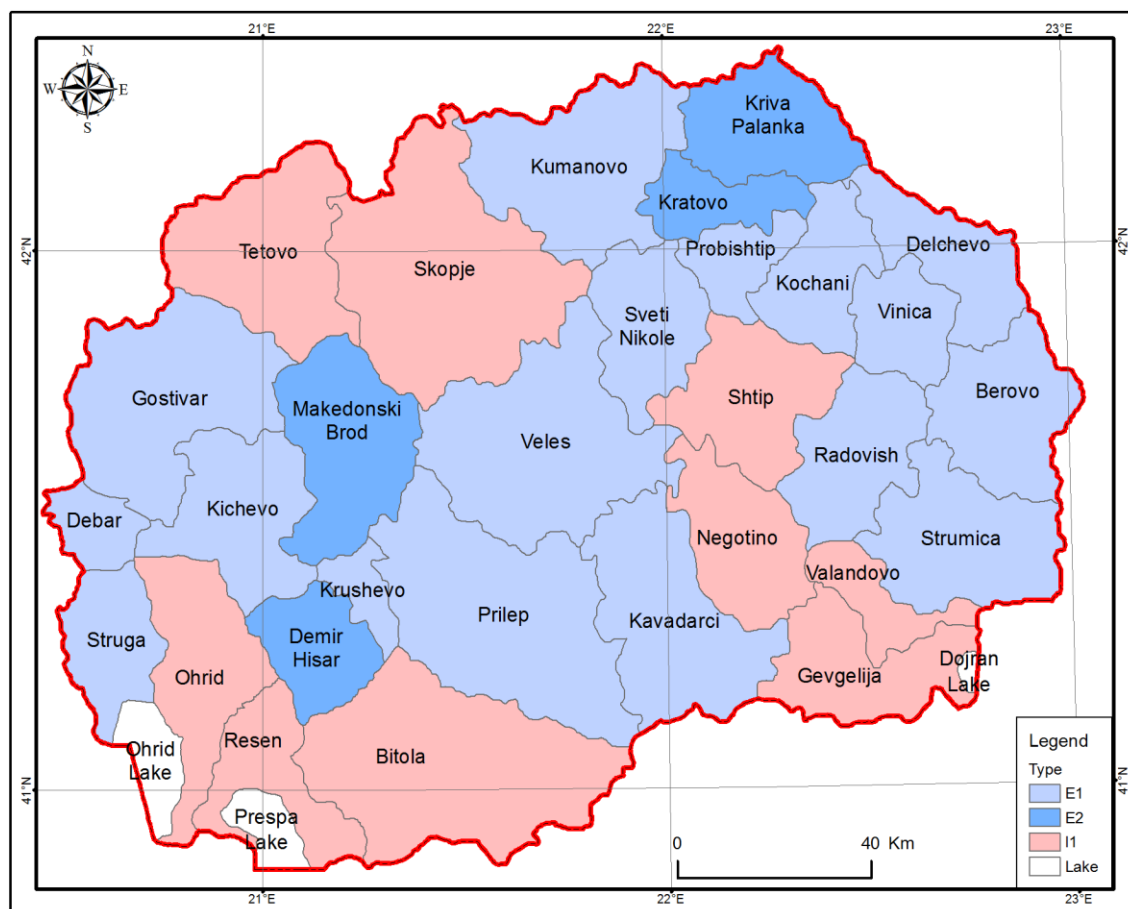 21°E
22°E
23°E
N
W E
S
42°N
42°N
Kriva
Palanka
Kumanovo
Kratovo
Tetovo
Skopje
Probishtip
Delchevo
Kochani
Vinica
Sveti
Nikole
Gostivar
Makedonski
Brod
Shtip
Berovo
Veles
Radovish
Kichevo
Debar
Negotino
Strumica
Valandovo
Krushevo
Prilep
Kavadarci
Struga
Demir
Hisar
Ohrid
Gevgelija
Dojran
Lake
Resen
Bitola
Ohrid
Lake
Prespa
Lake
41°N
41°N
0 40 Km
Legend
Type
E1
E2
I1
Lake
21°E
22°E
23°E